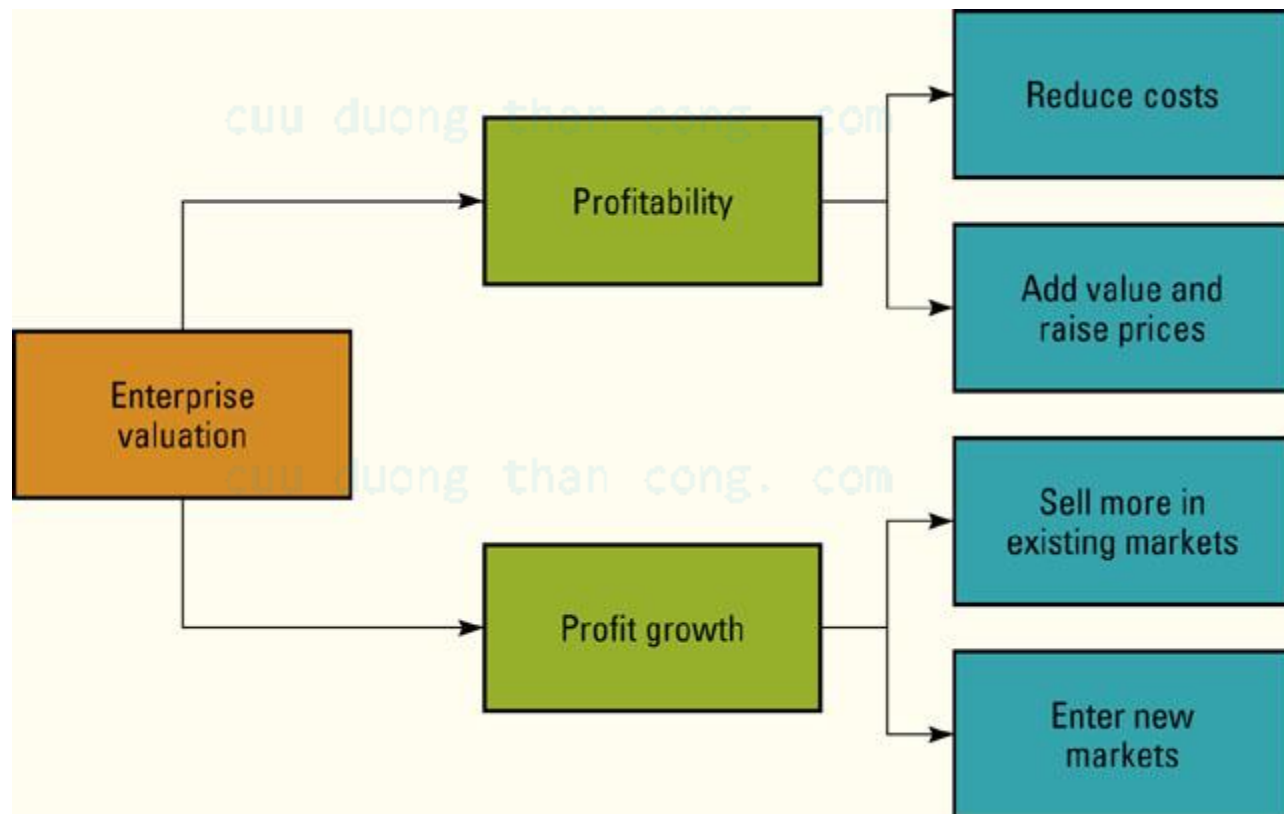 cuu duong than cong. com
Reduce costs
Profitability
Add value and
raise prices
Enterprise
valuation
cuu duong than cong. com
Sell more in
existing markets
Profit growth
Enter new
markets